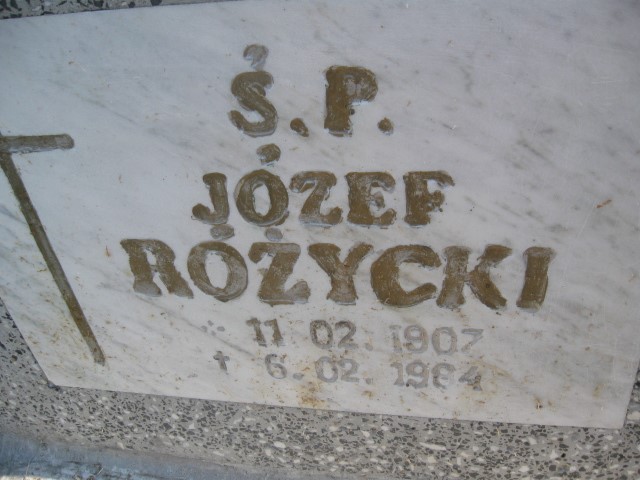 Ś.P.
JÓZEF
RÓŻYCKI
11 02. 1907
† 6.02. 1984